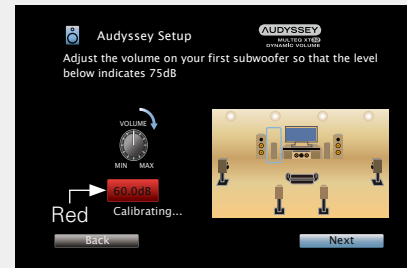 Audyssey Setup
AUDYSSEY
MULTEQ XT32
DYNAMIC VOLUME
Adjust the volume on your first subwoofer so that the level
below indicates 75dB
VOLUME
MIN MAX
60.0dB
Red
Calibrating...
Back
Next